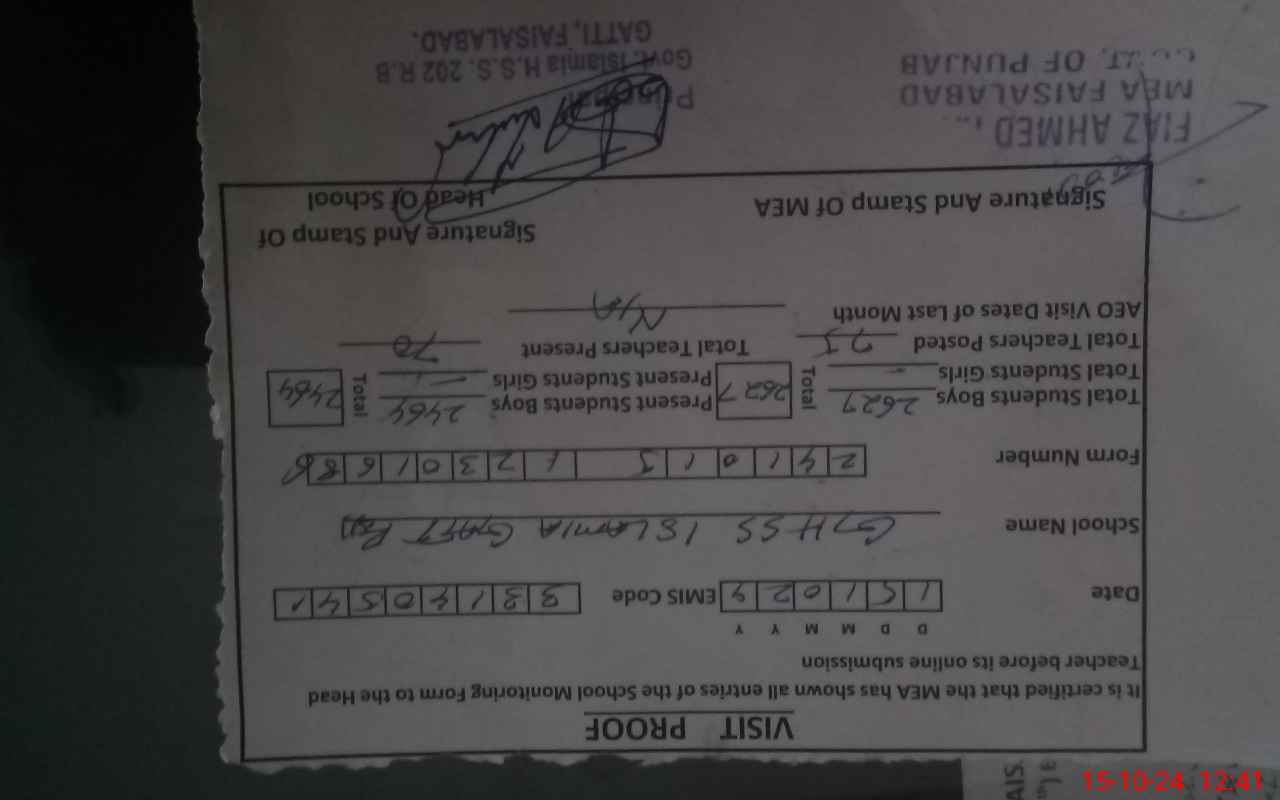 VISIT PROOF
It is certified that the MEA has shown all entries of the School Monitoring Form to the Head
Teacher before its online submission
D D M M Y Y
Date 1 5 1 0 2 4 EMIS Code 3 3 1 4 0 5 4 1
School Name GHSS ISLAMIA GATTI
Form Number 2 4 1 0 1 5 1 2 3 0 1 6 8
Total Students Boys 2627 Total 2627 Present Students Boys 2464 Total 2464
Total Students Girls - Present Students Girls -
Total Teachers Posted 75 Total Teachers Present 70
AEO Visit Dates of Last Month N/A
Signature And Stamp Of MEA Signature And Stamp Of
Head Of School
FIAZ AHMED
MEA FAISALABAD
OF PUNJAB
Principal
Govt. Islamia H.S.S. 202 R.B
GATTI, FAISALABAD.
AIS.
15-10-24, 12:41